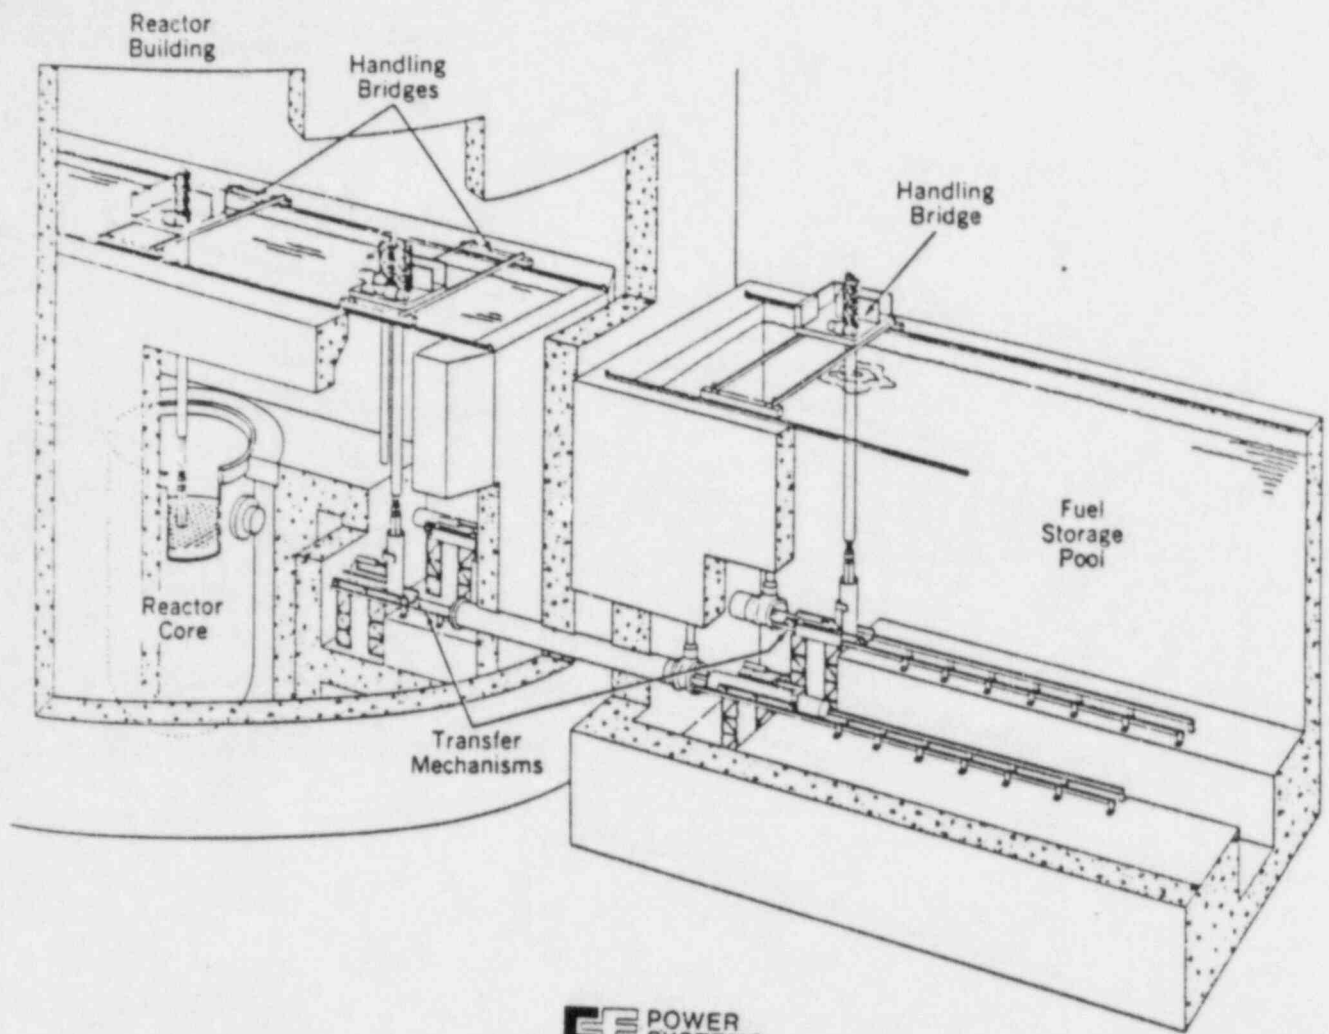 Reactor
Building
Handling
Bridges
Handling
Bridge
Fuel
Storage
Pool
Reactor
Core
Transfer
Mechanisms
POWER